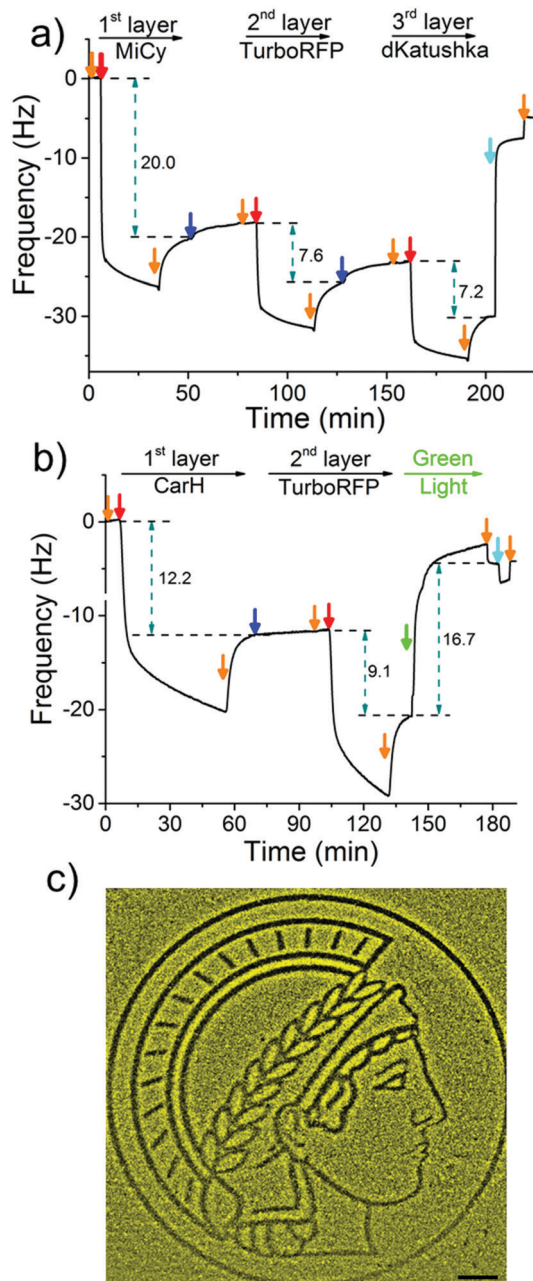 a)
1st layer 2nd layer 3rd layer
MiCy TurboRFP dKatushka
0
-10
-20
-30
20.0
7.6
7.2
Frequency (Hz)
0 50 100 150 200
Time (min)
b)
1st layer 2nd layer Green
CarH TurboRFP Light
0
-10
-20
-30
12.2
9.1
16.7
Frequency (Hz)
0 30 60 90 120 150 180
Time (min)
c)